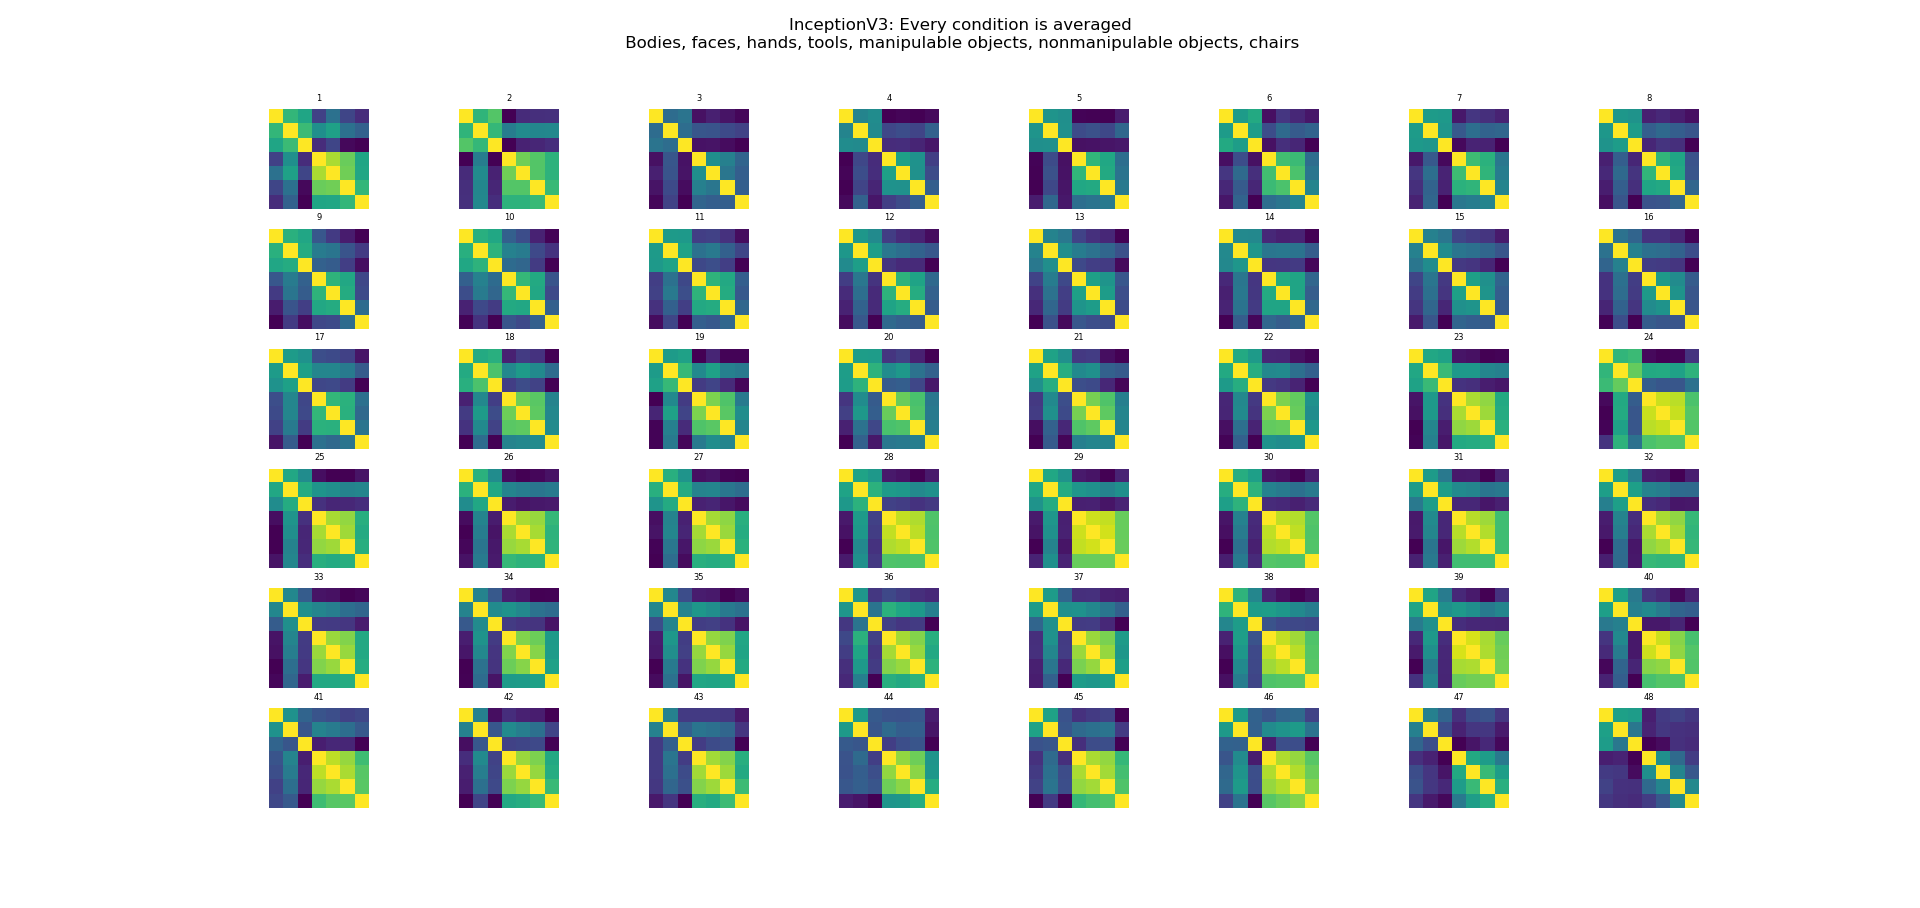 InceptionV3: Every condition is averaged
Bodies, faces, hands, tools, manipulable objects, nonmanipulable objects, chairs
1 2 3 4 5 6 7 8
9 10 11 12 13 14 15 16
17 18 19 20 21 22 23 24
25 26 27 28 29 30 31 32
33 34 35 36 37 38 39 40
41 42 43 44 45 46 47 48